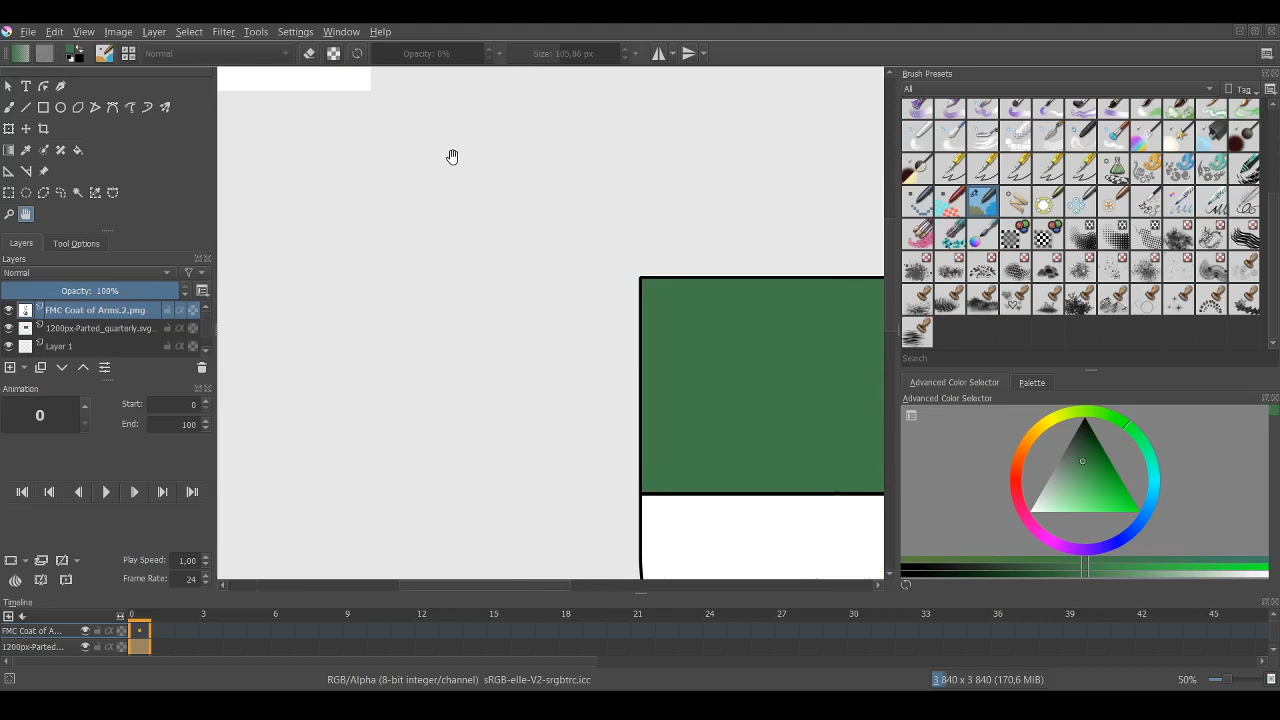 File Edit View Image Layer Select Filter Tools Settings Window Help
Normal Opacity: 0% Size: 105,86 px
Brush Presets
All Tag
Layers Tool Options
Layers
Normal
Opacity: 100%
FMC Coat of Arms.2.png
1200px-Parted_quarterly.svg...
Layer 1
Search
Animation
Advanced Color Selector Palette
Advanced Color Selector
0 Start: 0
End: 100
Play Speed: 1,00
Frame Rate: 24
Timeline
0 3 6 9 12 15 18 21 24 27 30 33 36 39 42 45
FMC Coat of A...
1200px-Parted...
RGB/Alpha (8-bit integer/channel) sRGB-elle-V2-srgbtrc.icc 3 840 x 3 840 (170,6 MiB) 50%